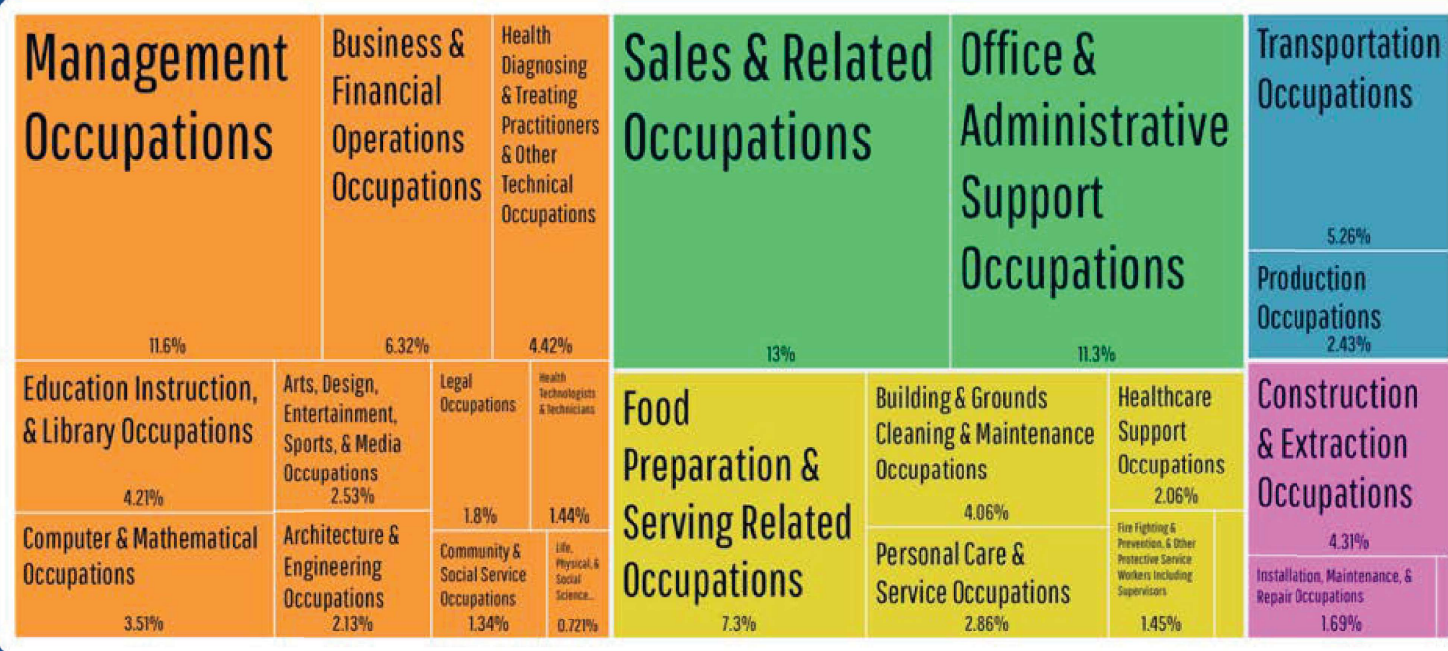 Management
Occupations
11.6%
Business &
Financial
Operations
Occupations
6.32%
Health
Diagnosing
& Treating
Practitioners
& Other
Technical
Occupations
4.42%
Education Instruction,
& Library Occupations
4.21%
Computer & Mathematical
Occupations
3.51%
Arts, Design,
Entertainment,
Sports, & Media
Occupations
2.53%
Architecture &
Engineering
Occupations
2.13%
Legal
Occupations
1.8%
Health
Technologists
& Technicians
1.44%
Community &
Social Service
Occupations
1.34%
Life,
Physical, &
Social
Science...
0.721%
Sales & Related
Occupations
13%
Office &
Administrative
Support
Occupations
11.3%
Food
Preparation &
Serving Related
Occupations
7.3%
Building & Grounds
Cleaning & Maintenance
Occupations
4.06%
Personal Care &
Service Occupations
2.86%
Healthcare
Support
Occupations
2.06%
Fire Fighting &
Prevention, & Other
Protective Service
Workers Including
Supervisors
1.45%
Transportation
Occupations
5.26%
Production
Occupations
2.43%
Construction
& Extraction
Occupations
4.31%
Installation, Maintenance, &
Repair Occupations
1.69%